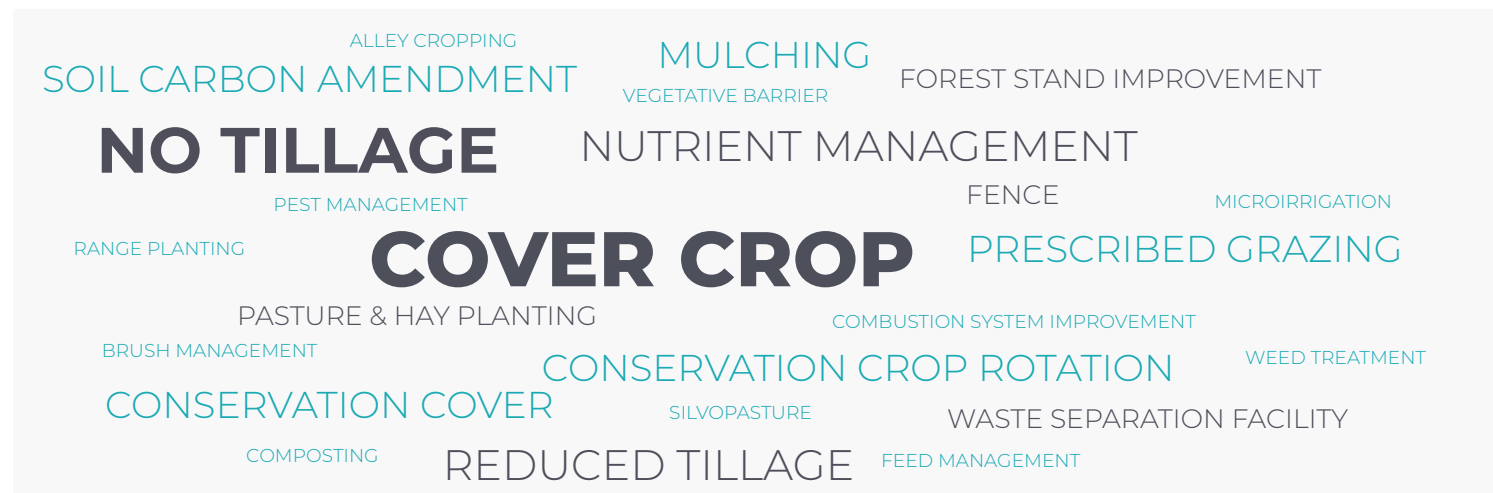 ALLEY CROPPING
MULCHING
SOIL CARBON AMENDMENT
FOREST STAND IMPROVEMENT
VEGETATIVE BARRIER
NO TILLAGE
NUTRIENT MANAGEMENT
FENCE
PEST MANAGEMENT
MICROIRRIGATION
RANGE PLANTING
COVER CROP
PRESCRIBED GRAZING
PASTURE & HAY PLANTING
COMBUSTION SYSTEM IMPROVEMENT
BRUSH MANAGEMENT
CONSERVATION CROP ROTATION
WEED TREATMENT
CONSERVATION COVER
SILVOPASTURE
WASTE SEPARATION FACILITY
COMPOSTING
REDUCED TILLAGE
FEED MANAGEMENT